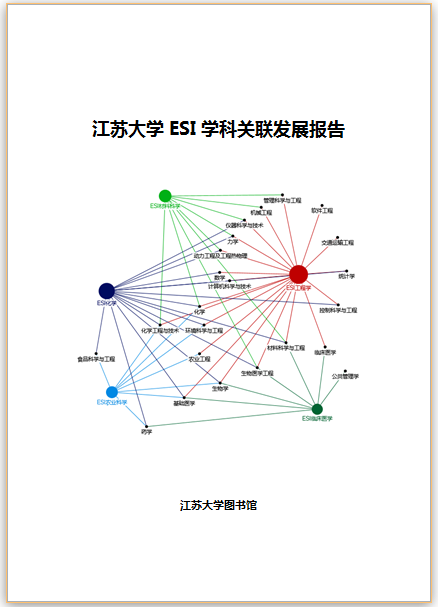 江苏大学 ESI 学科关联发展报告
管理科学与工程
ESI材料科学
机械工程
软件工程
仪器科学与技术
力学
交通运输工程
动力工程及工程热物理
数学
统计学
计算机科学与技术
ESI工程学
ESI化学
化学
控制科学与工程
化学工程与技术
环境科学与工程
材料科学与工程
临床医学
食品科学与工程
农业工程
生物医学工程
公共管理学
生物学
ESI农业科学
基础医学
ESI临床医学
药学
江苏大学图书馆